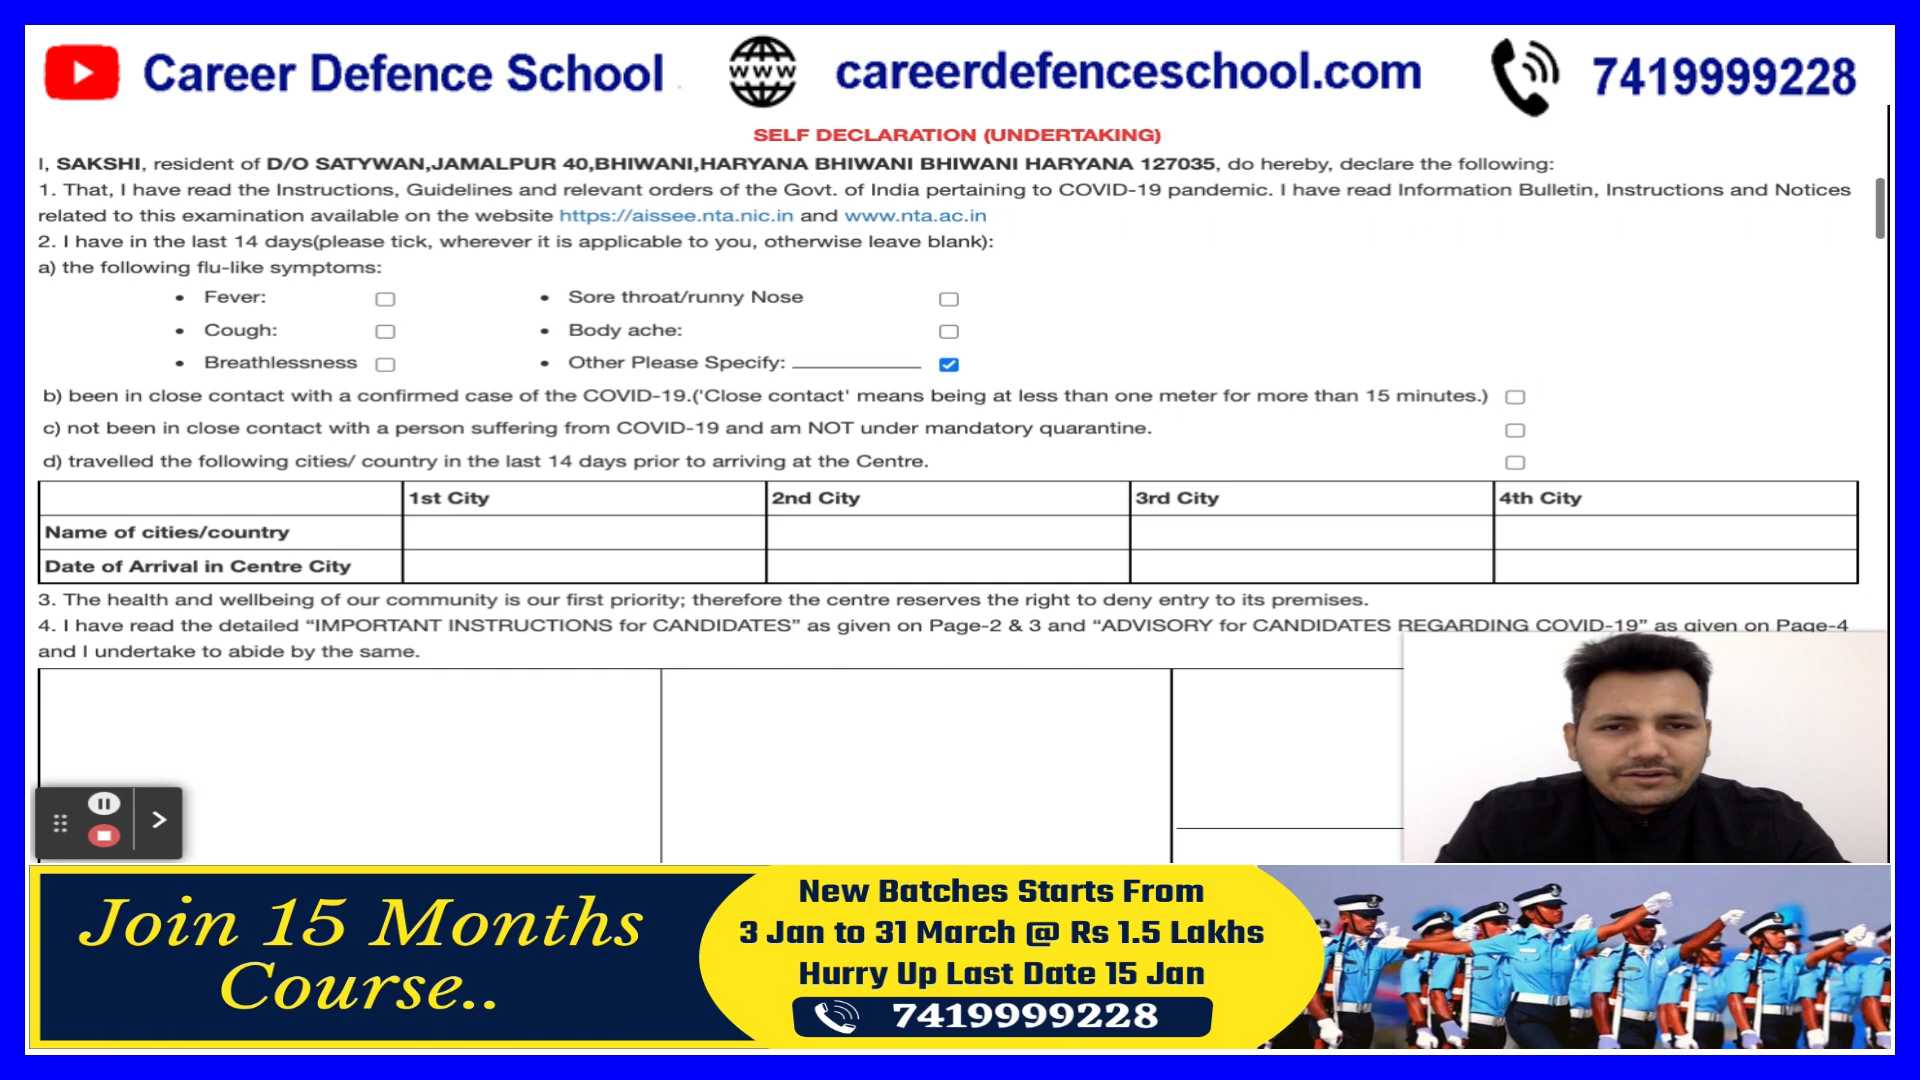 Career Defence School
www
careerdefenceschool.com
7419999228
SELF DECLARATION (UNDERTAKING)
I, SAKSHI, resident of D/O SATYWAN,JAMALPUR 40,BHIWANI,HARYANA BHIWANI BHIWANI HARYANA 127035, do hereby, declare the following:
1. That, I have read the Instructions, Guidelines and relevant orders of the Govt. of India pertaining to COVID-19 pandemic. I have read Information Bulletin, Instructions and Notices
related to this examination available on the website https://aissee.nta.nic.in and www.nta.ac.in
2. I have in the last 14 days(please tick, wherever it is applicable to you, otherwise leave blank):
a) the following flu-like symptoms:
• Fever:
• Sore throat/runny Nose
• Cough:
• Body ache:
• Breathlessness
• Other Please Specify: ____________
b) been in close contact with a confirmed case of the COVID-19.('Close contact' means being at less than one meter for more than 15 minutes.)
c) not been in close contact with a person suffering from COVID-19 and am NOT under mandatory quarantine.
d) travelled the following cities/ country in the last 14 days prior to arriving at the Centre.
1st City 2nd City 3rd City 4th City
Name of cities/country
Date of Arrival in Centre City
3. The health and wellbeing of our community is our first priority; therefore the centre reserves the right to deny entry to its premises.
4. I have read the detailed “IMPORTANT INSTRUCTIONS for CANDIDATES” as given on Page-2 & 3 and “ADVISORY for CANDIDATES REGARDING COVID-19” as given on Page-4
and I undertake to abide by the same.
Join 15 Months
Course..
New Batches Starts From
3 Jan to 31 March @ Rs 1.5 Lakhs
Hurry Up Last Date 15 Jan
7419999228